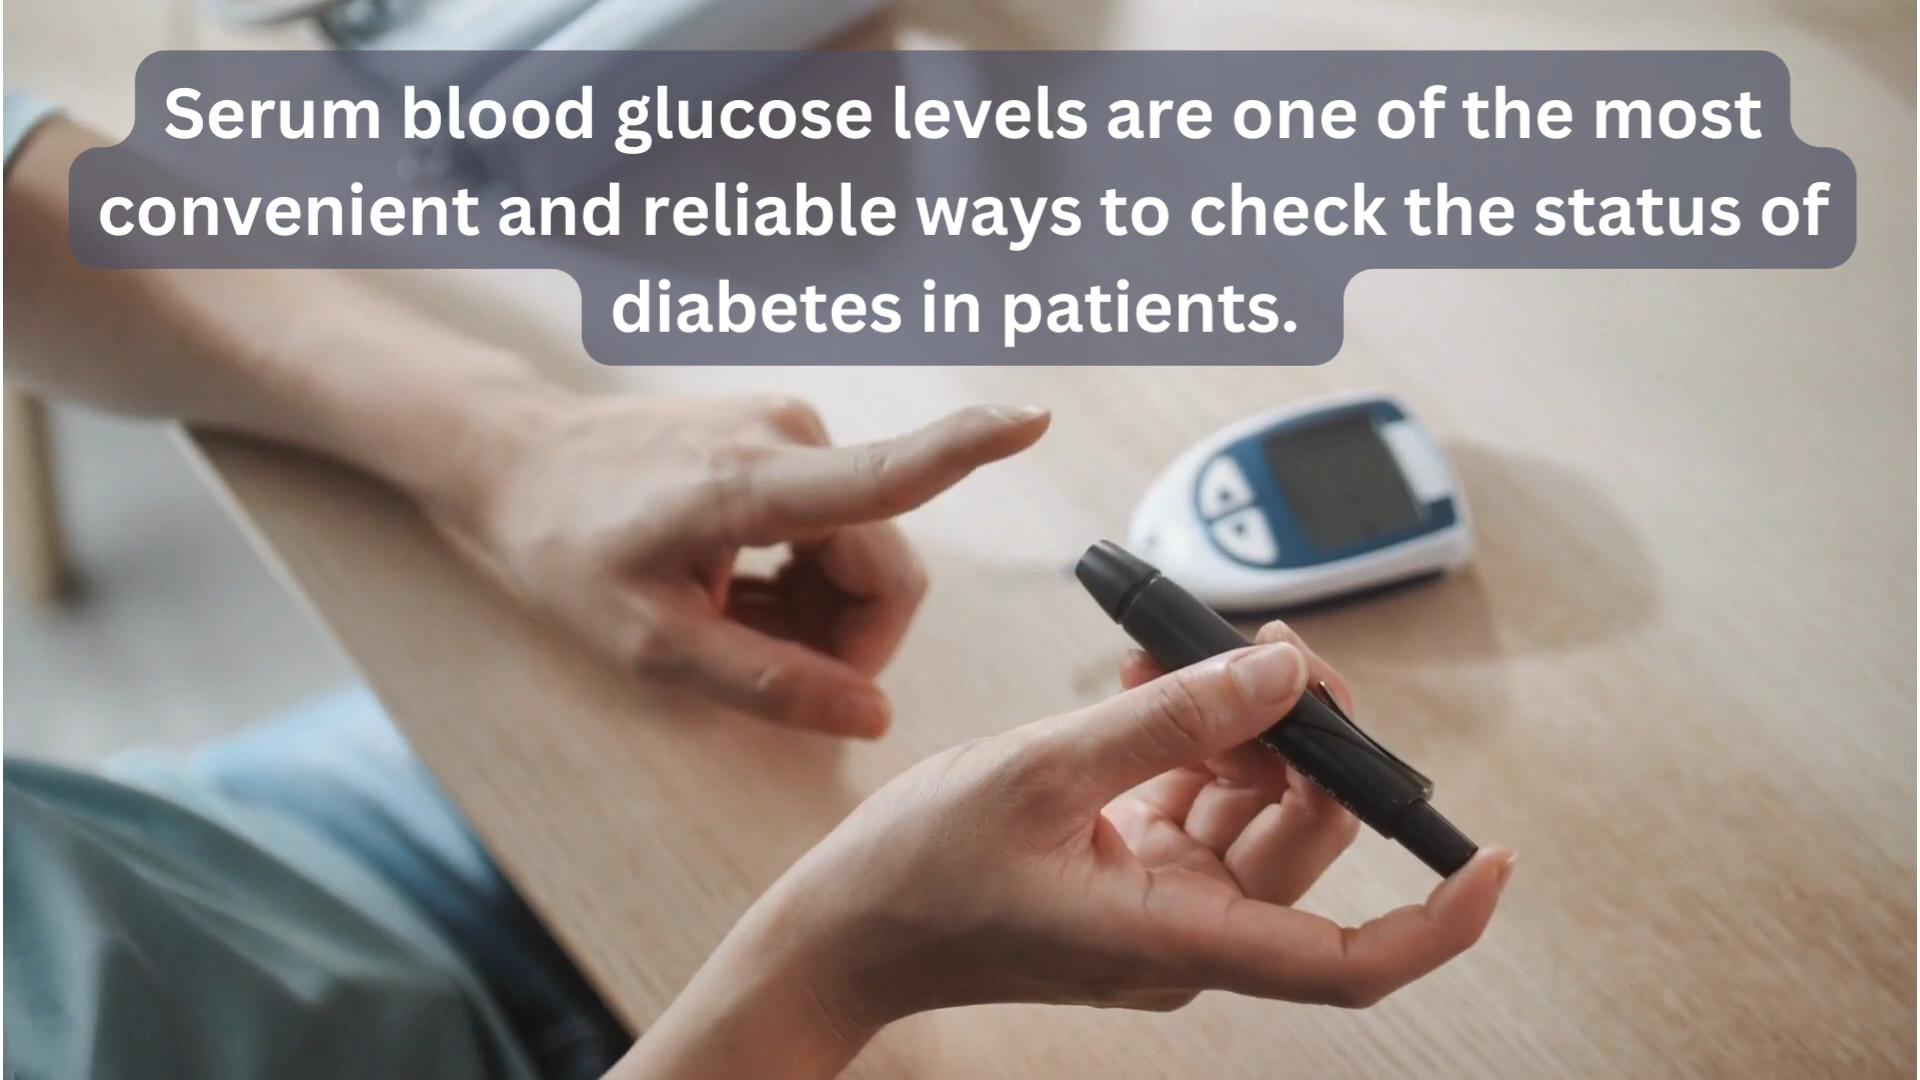 Serum blood glucose levels are one of the most
convenient and reliable ways to check the status of
diabetes in patients.